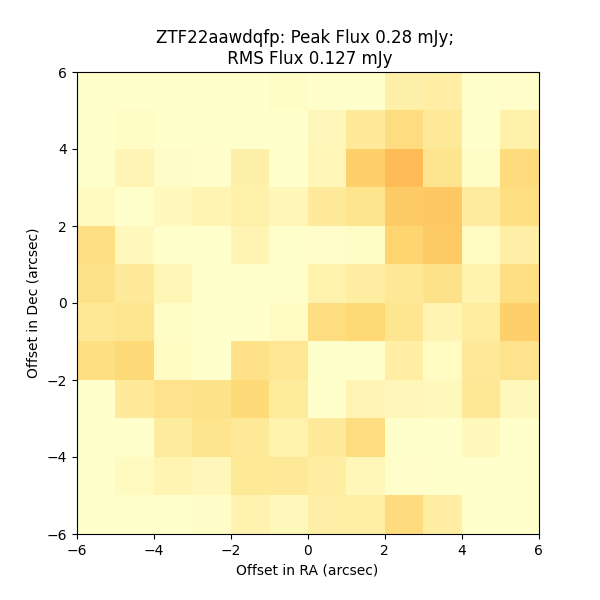 ZTF22aawdqfp: Peak Flux 0.28 mJy;
RMS Flux 0.127 mJy
6
4
2
0
−2
−4
−6
Offset in Dec (arcsec)
−6 −4 −2 0 2 4 6
Offset in RA (arcsec)